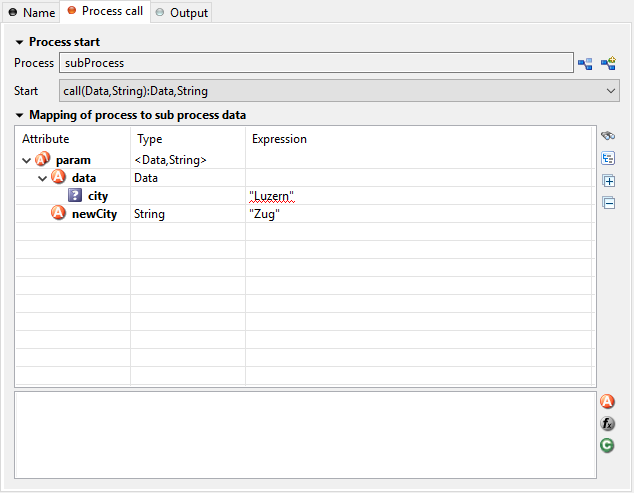 Name Process call Output
Process start
Process subProcess
Start call(Data,String):Data,String
Mapping of process to sub process data
Attribute Type Expression
A param <Data,String>
A data Data
? city "Luzern"
A newCity String "Zug"
A
fx
C